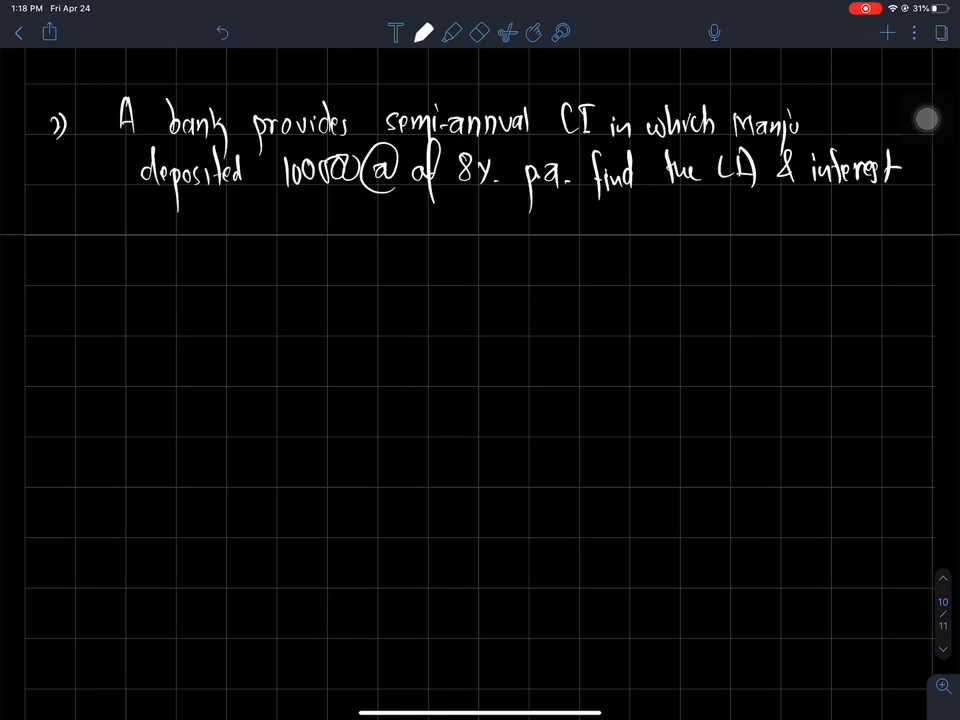 1:18 PM Fri Apr 24
31%
T
2) A bank provides semi-annual CI in which Manju
deposited 100000 @ of 8%. p.a. find the CA & interest
10
/
11